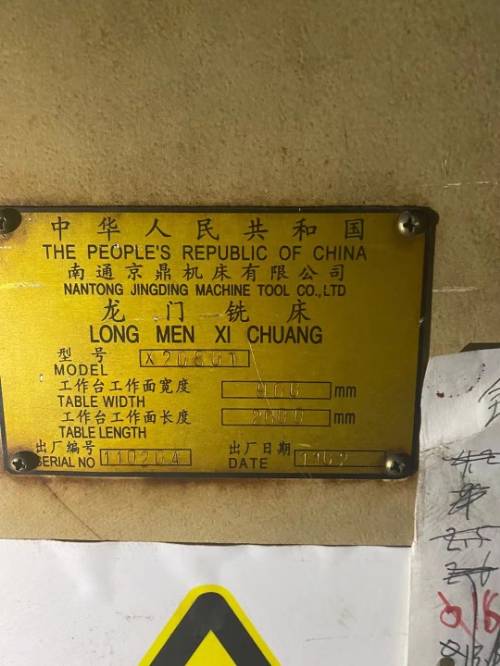 中华人民共和国
THE PEOPLE'S REPUBLIC OF CHINA
南通京鼎机床有限公司
NANTONG JINGDING MACHINE TOOL CO.,LTD
龙门铣床
LONG MEN XI CHUANG
型号
MODEL
工作台工作面宽度 mm
TABLE WIDTH
工作台工作面长度 mm
TABLE LENGTH
出厂编号 出厂日期
SERIAL NO 110204 DATE